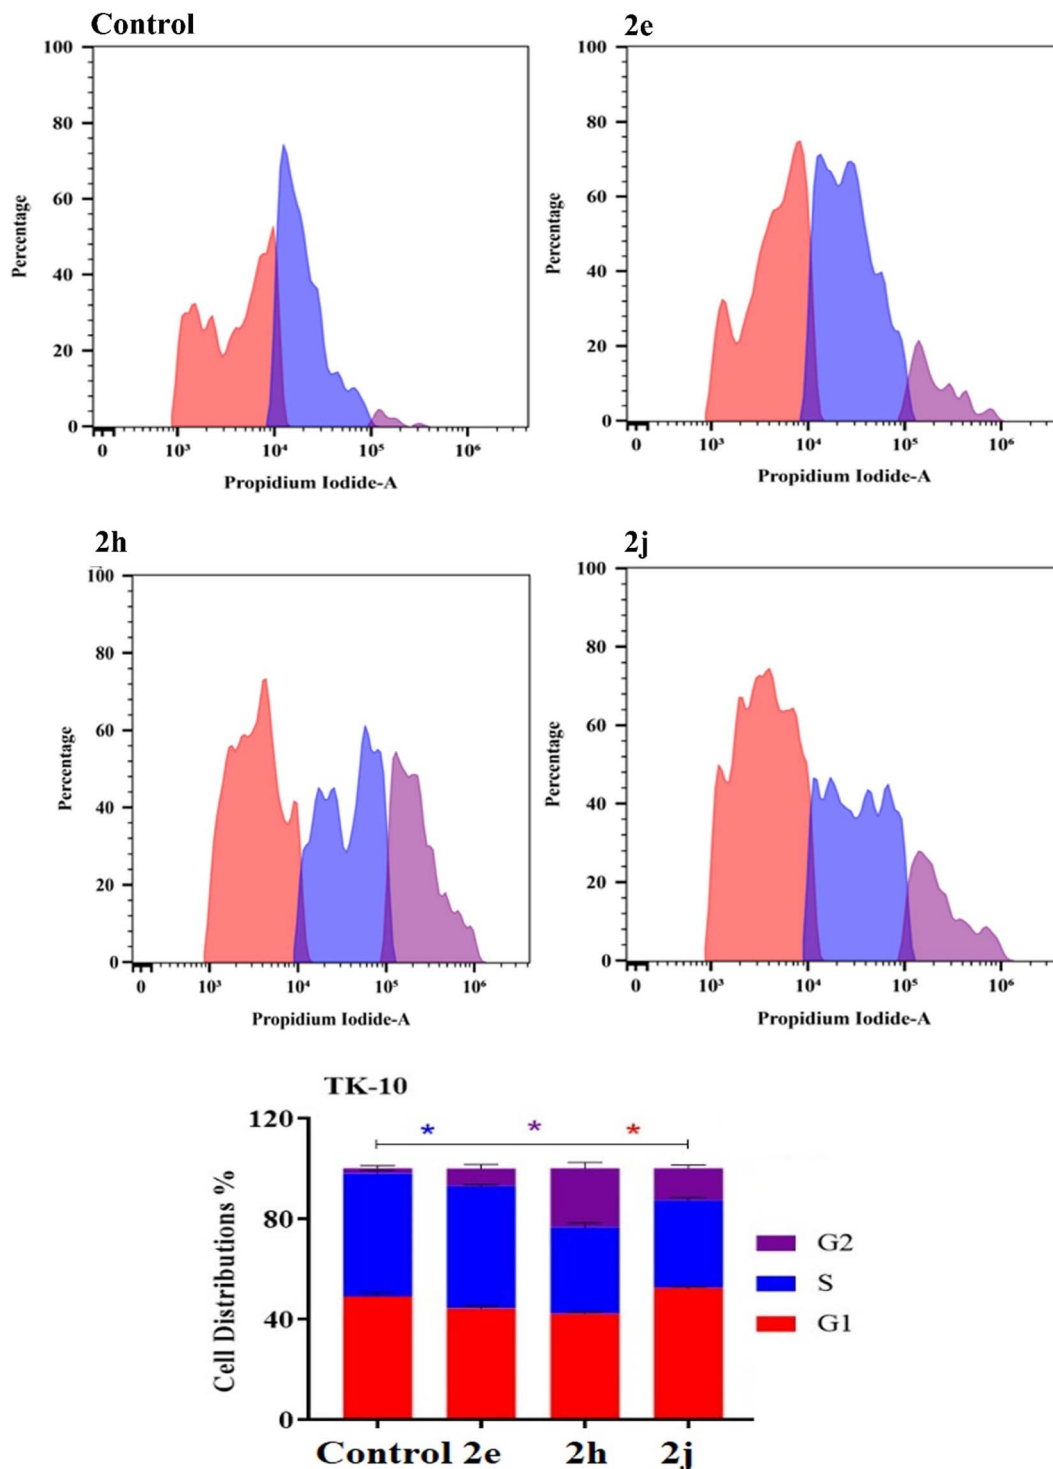 Control
100
80
60
40
20
0
Percentage
0 10³ 10⁴ 10⁵ 10⁶
Propidium Iodide-A
2e
100
80
60
40
20
0
Percentage
0 10³ 10⁴ 10⁵ 10⁶
Propidium Iodide-A
2h
100
80
60
40
20
0
Percentage
0 10³ 10⁴ 10⁵ 10⁶
Propidium Iodide-A
2j
100
80
60
40
20
0
Percentage
0 10³ 10⁴ 10⁵ 10⁶
Propidium Iodide-A
TK-10
* * *
120
80
40
0
Cell Distributions %
Control 2e 2h 2j
G2
S
G1